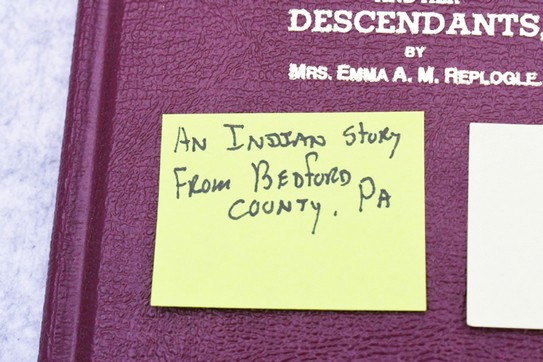 DESCENDANTS,
BY
MRS. EMMA A. M. REPLOGLE.
AN INDIAN STORY
FROM BEDFORD
COUNTY. PA